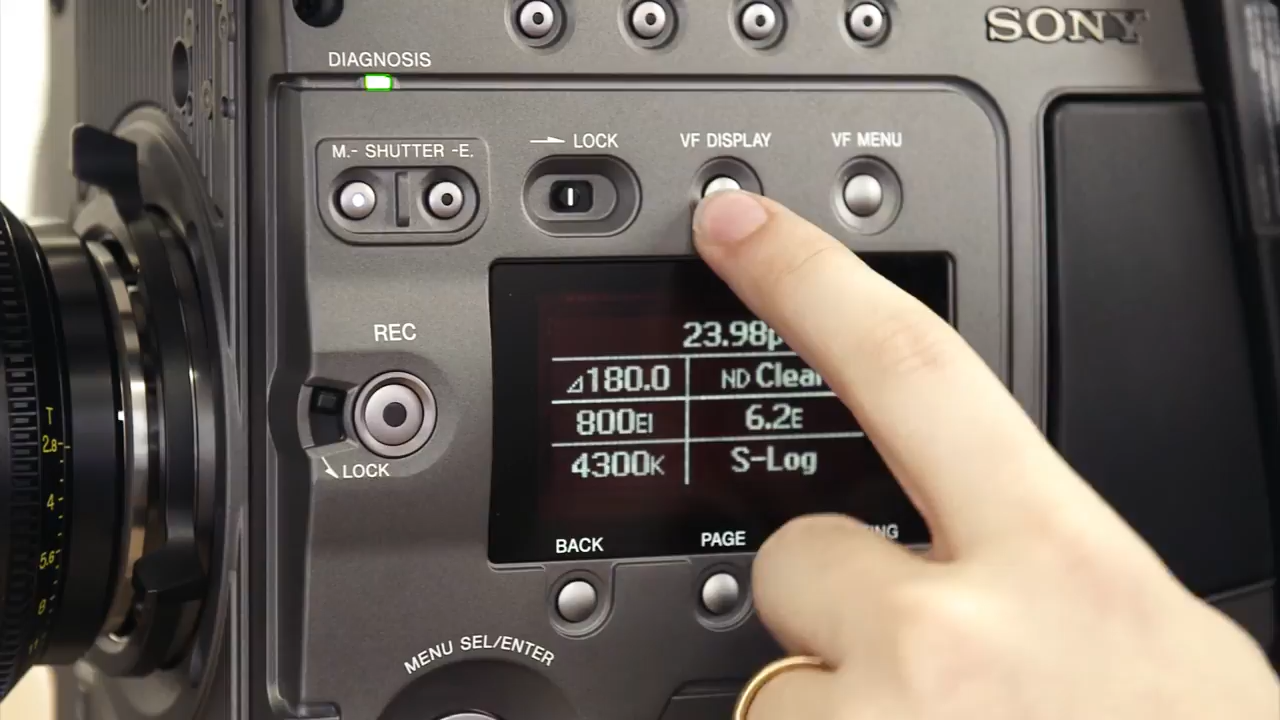 SONY
DIAGNOSIS
M.- SHUTTER -E.
LOCK
VF DISPLAY
VF MENU
REC
LOCK
23.98p
180.0
ND Clear
800EI
6.2E
4300K
S-Log
BACK
PAGE
MENU SEL/ENTER
T
2.8
4
5.6
8